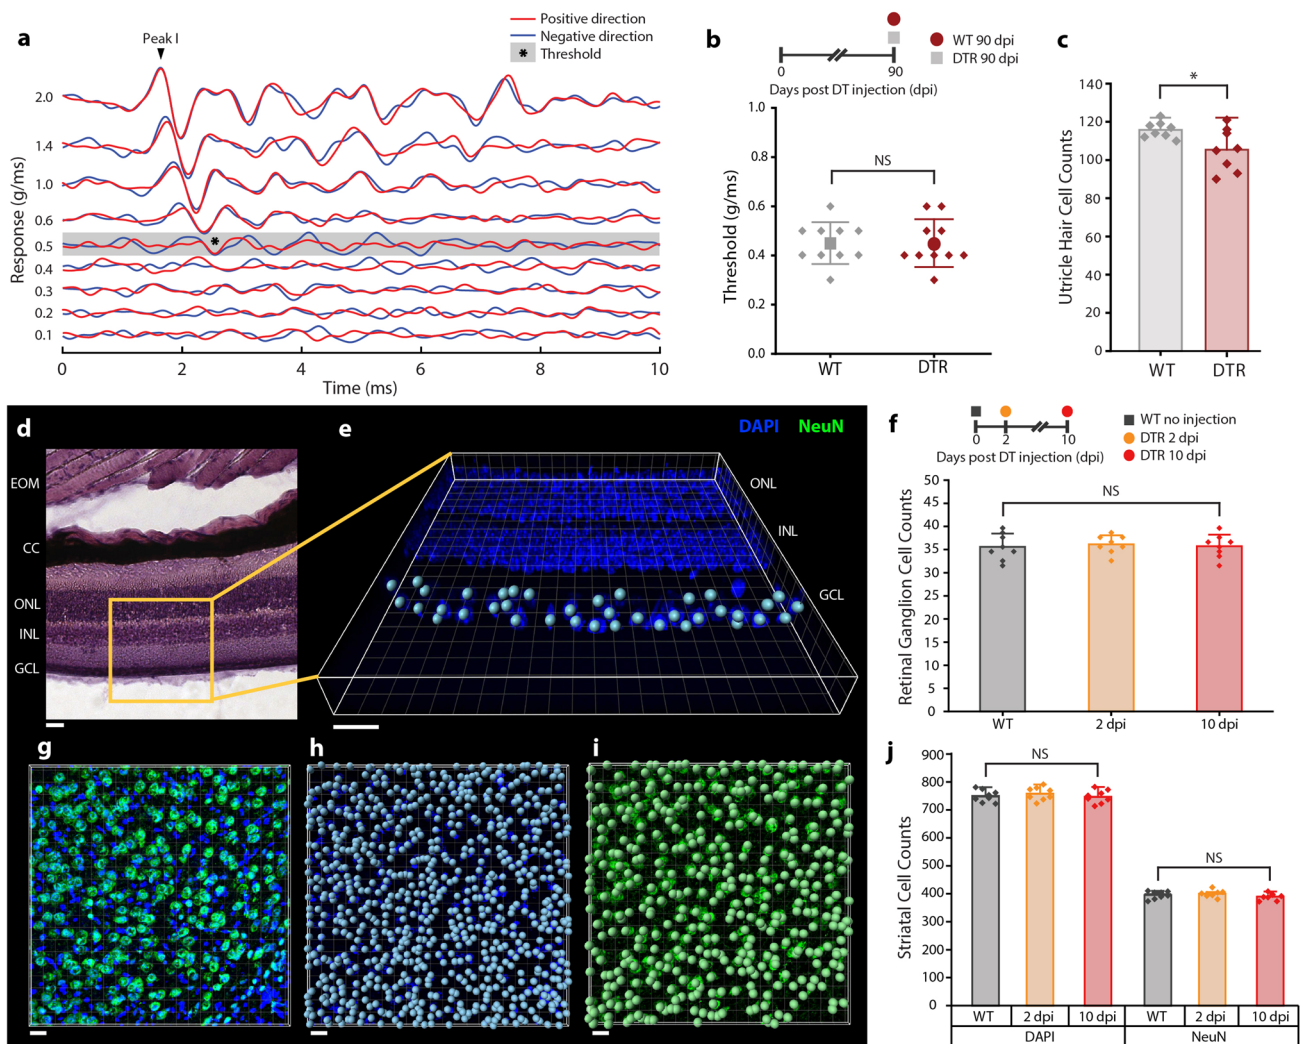 a
Positive direction
Negative direction
* Threshold
Peak I
Response (g/ms)
2.0
1.4
1.0
0.6
0.5
*
0.4
0.3
0.2
0.1
0 2 4 6 8 10
Time (ms)
b
WT 90 dpi
DTR 90 dpi
0 90
Days post DT injection (dpi)
Threshold (g/ms)
1.0
0.8
0.6
0.4
0.2
0.0
NS
WT DTR
c
Utricle Hair Cell Counts
140
120
100
80
60
40
20
0
*
WT DTR
d
EOM
CC
ONL
INL
GCL
e
DAPI NeuN
ONL
INL
GCL
f
WT no injection
DTR 2 dpi
DTR 10 dpi
0 2 10
Days post DT injection (dpi)
Retinal Ganglion Cell Counts
50
45
40
35
30
25
20
15
10
5
0
NS
WT 2 dpi 10 dpi
g
h
i
j
Striatal Cell Counts
900
800
700
600
500
400
300
200
100
0
NS
NS
WT 2 dpi 10 dpi WT 2 dpi 10 dpi
DAPI NeuN